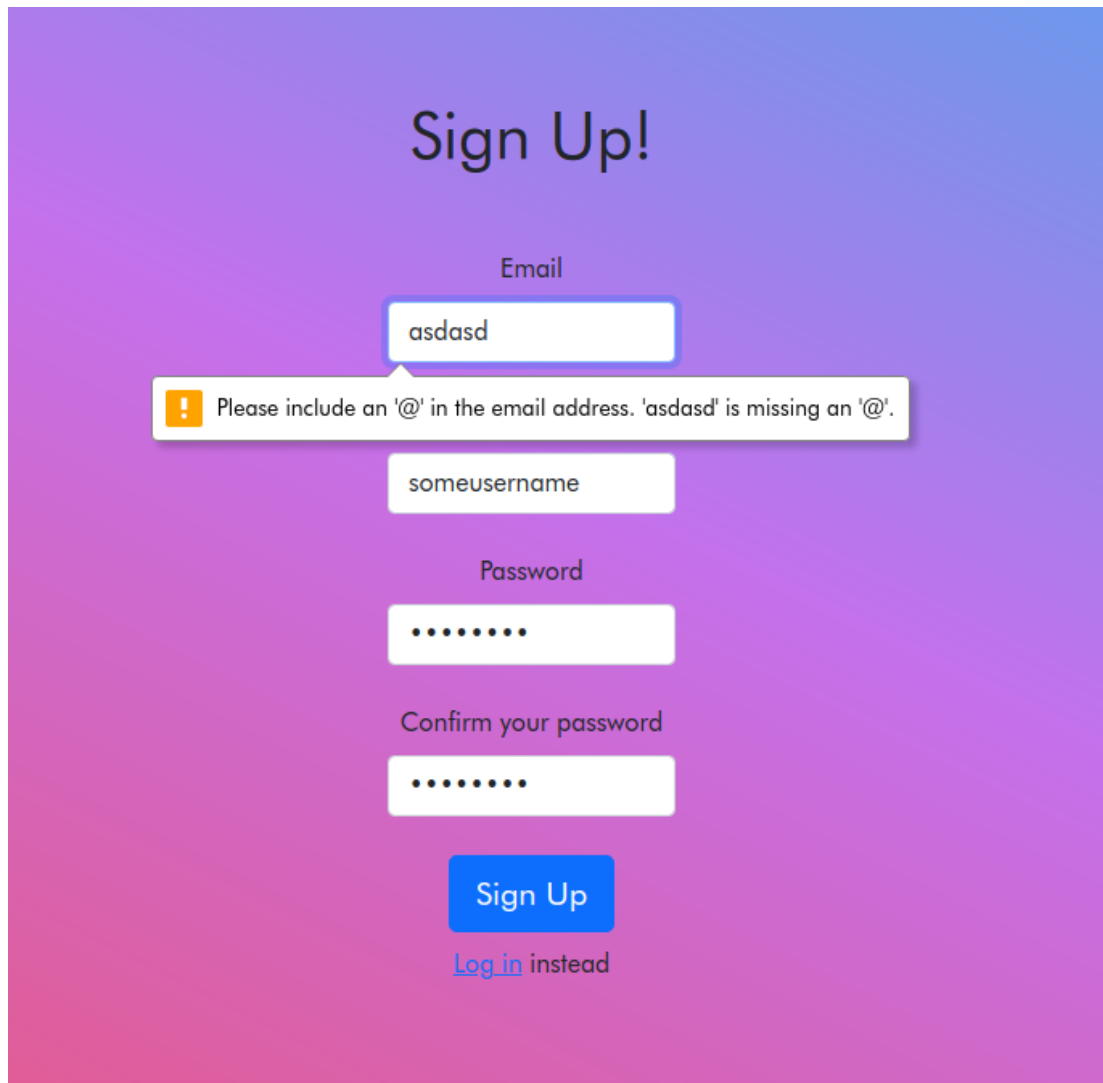 Sign Up!
Email
asdasd
Please include an '@' in the email address. 'asdasd' is missing an '@'.
someusername
Password
••••••••
Confirm your password
••••••••
Sign Up
Log in instead